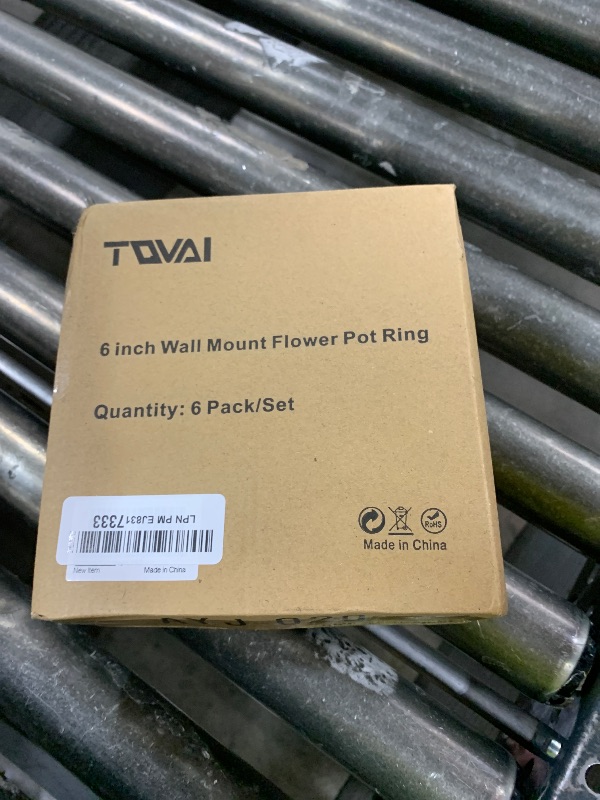 TOVAI
6 inch Wall Mount Flower Pot Ring
Quantity: 6 Pack/Set
LPN PM EJ8317333
RoHS
Made in China
New Item
Made in China